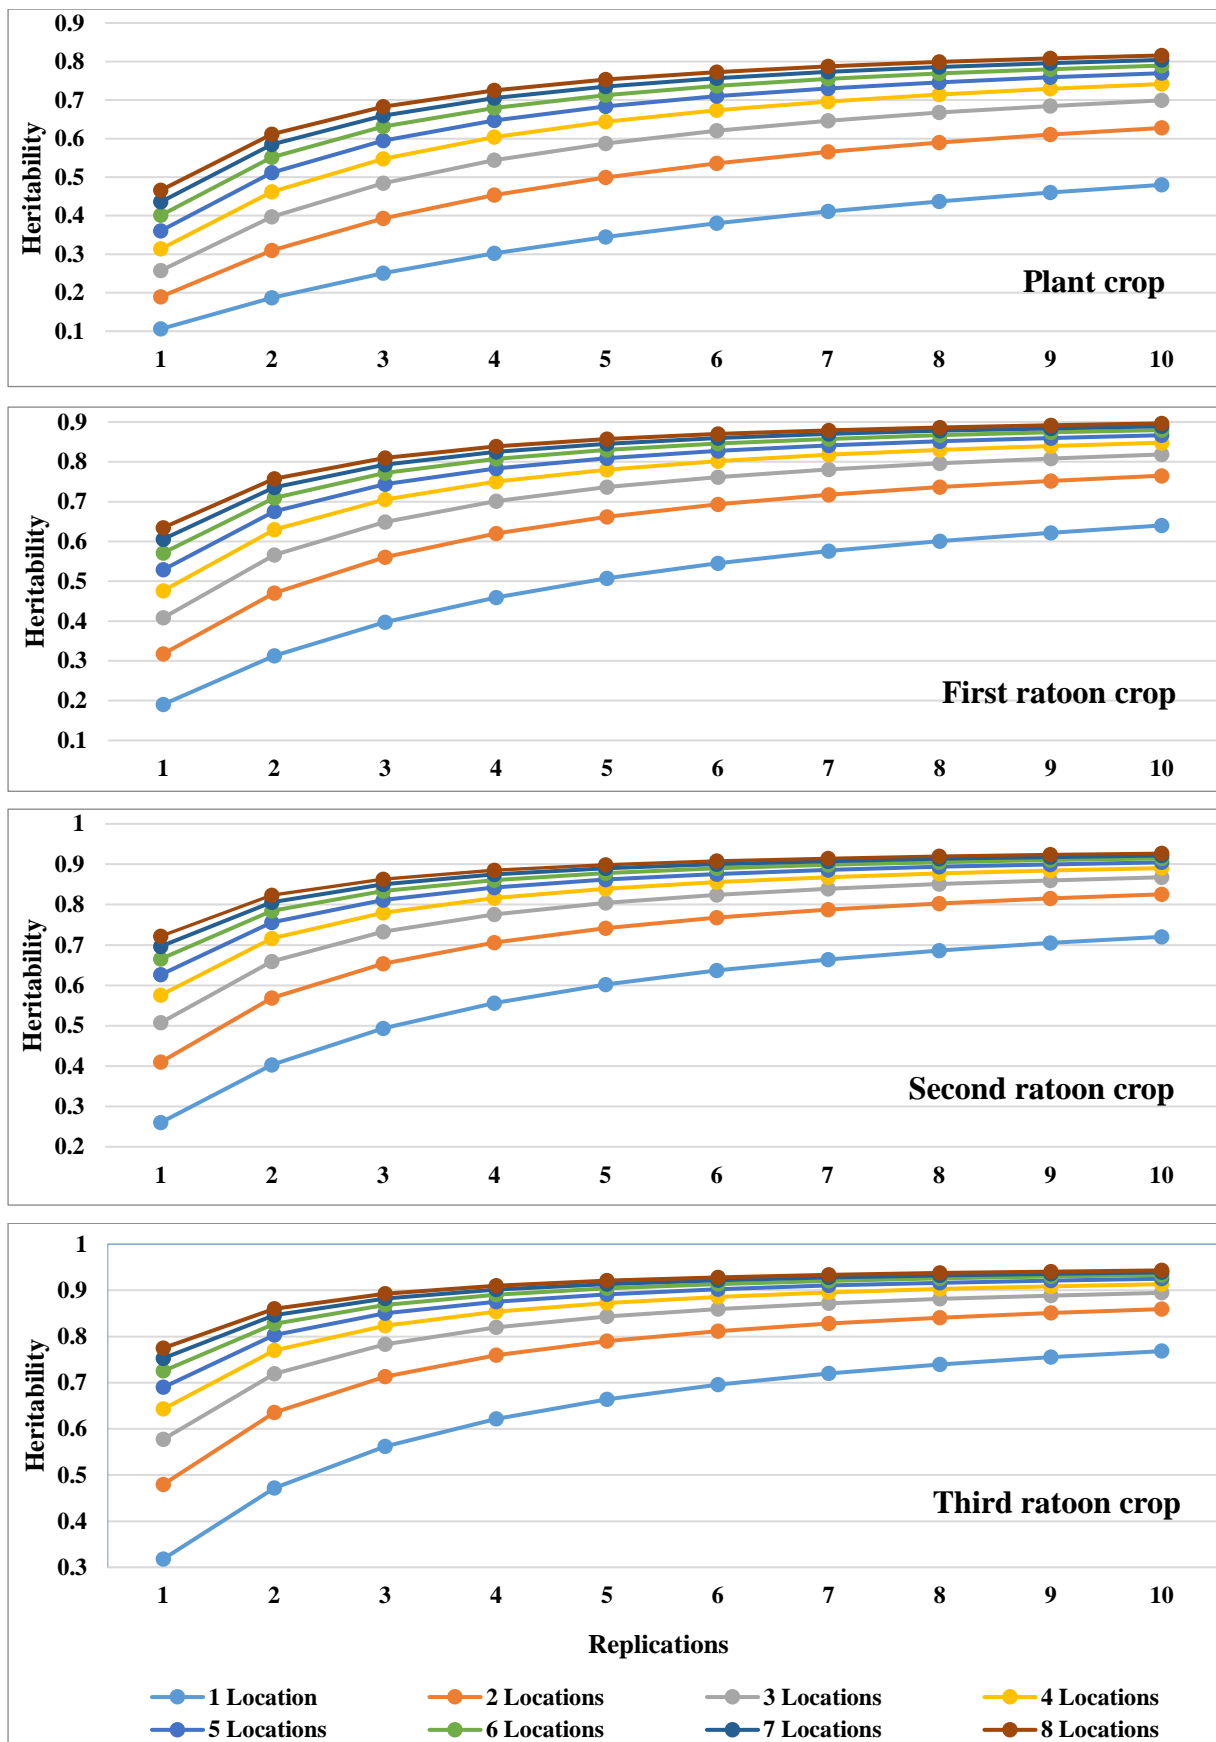 0.9
0.8
0.7
0.6
0.5
0.4
0.3
0.2
0.1
Heritability
Plant crop
1 2 3 4 5 6 7 8 9 10
0.9
0.8
0.7
0.6
0.5
0.4
0.3
0.2
0.1
Heritability
First ratoon crop
1 2 3 4 5 6 7 8 9 10
1
0.9
0.8
0.7
0.6
0.5
0.4
0.3
0.2
Heritability
Second ratoon crop
1 2 3 4 5 6 7 8 9 10
1
0.9
0.8
0.7
0.6
0.5
0.4
0.3
Heritability
Third ratoon crop
1 2 3 4 5 6 7 8 9 10
Replications
1 Location 2 Locations 3 Locations 4 Locations
5 Locations 6 Locations 7 Locations 8 Locations